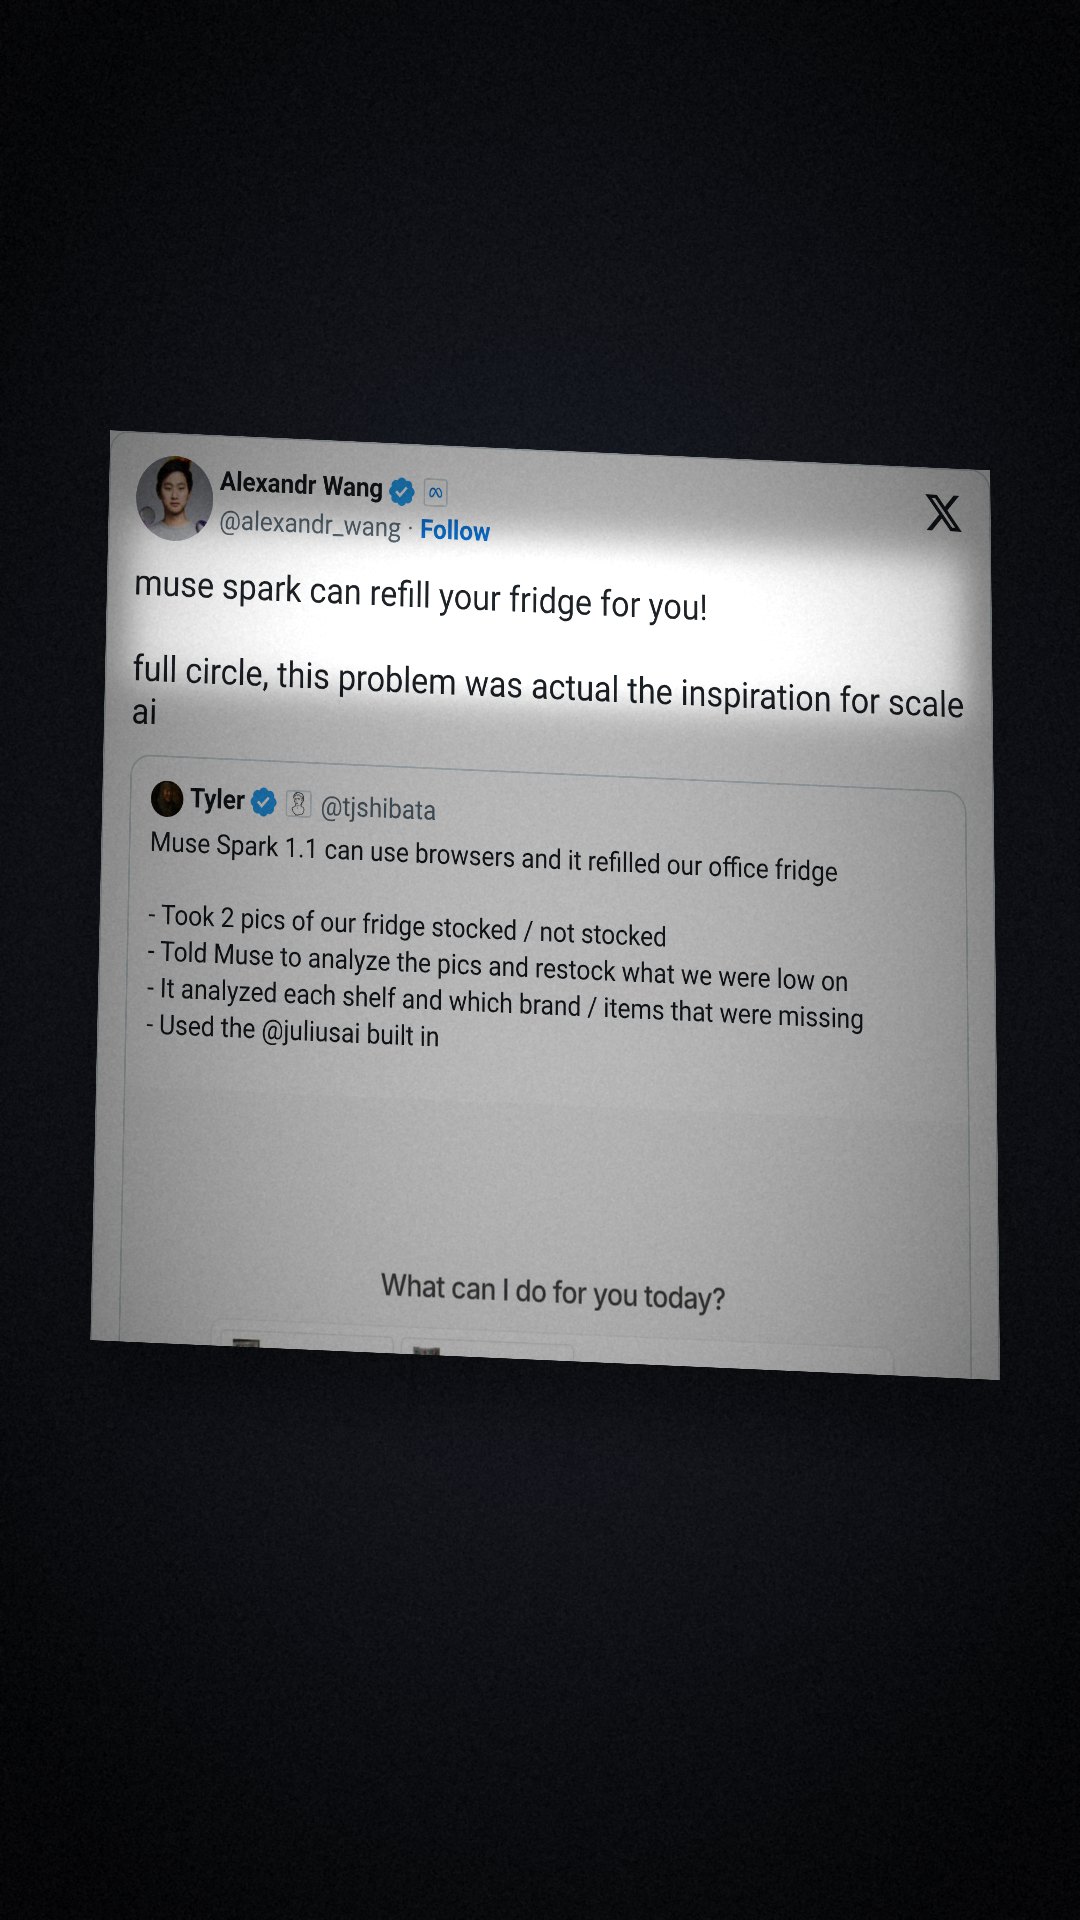 Alexandr Wang
@alexandr_wang · Follow
muse spark can refill your fridge for you!
full circle, this problem was actual the inspiration for scale
ai
Tyler @tjshibata
Muse Spark 1.1 can use browsers and it refilled our office fridge
- Took 2 pics of our fridge stocked / not stocked
- Told Muse to analyze the pics and restock what we were low on
- It analyzed each shelf and which brand / items that were missing
- Used the @juliusai built in
What can I do for you today?